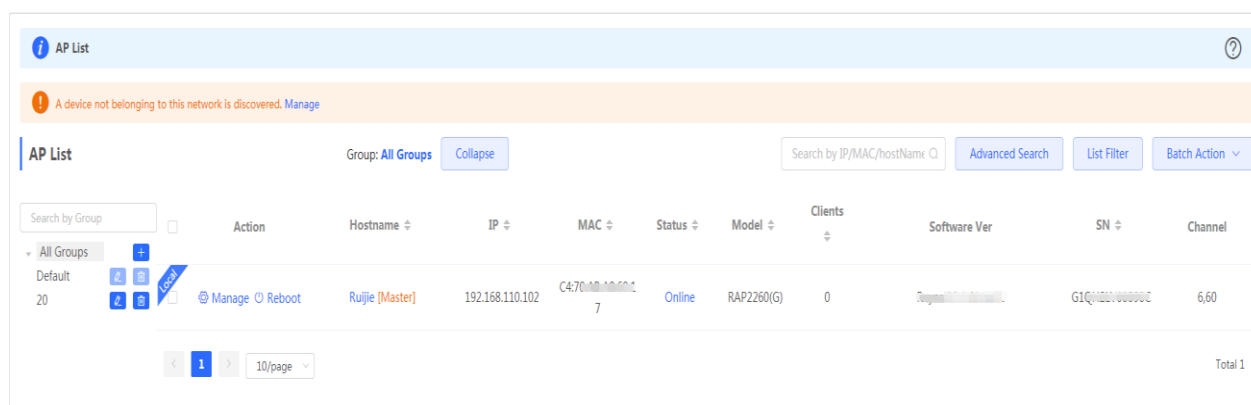 AP List
A device not belonging to this network is discovered. Manage
AP List Group: All Groups Collapse Search by IP/MAC/hostName Advanced Search List Filter Batch Action
Search by Group Action Hostname IP MAC Status Model Clients Software Ver SN Channel
All Groups
Default
20
Local Manage Reboot Ruijie [Master] 192.168.110.102 Online RAP2260(G) 0 6,60
7
1 10/page Total 1